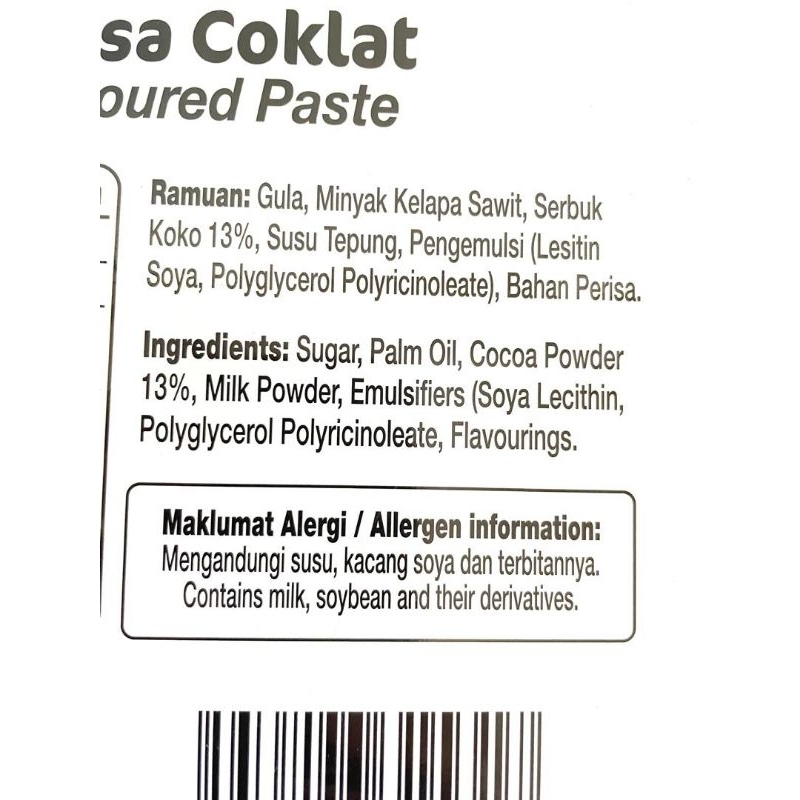 sa Coklat
oured Paste
Ramuan: Gula, Minyak Kelapa Sawit, Serbuk
Koko 13%, Susu Tepung, Pengemulsi (Lesitin
Soya, Polyglycerol Polyricinoleate), Bahan Perisa.
Ingredients: Sugar, Palm Oil, Cocoa Powder
13%, Milk Powder, Emulsifiers (Soya Lecithin,
Polyglycerol Polyricinoleate, Flavourings.
Maklumat Alergi / Allergen information:
Mengandungi susu, kacang soya dan terbitannya.
Contains milk, soybean and their derivatives.